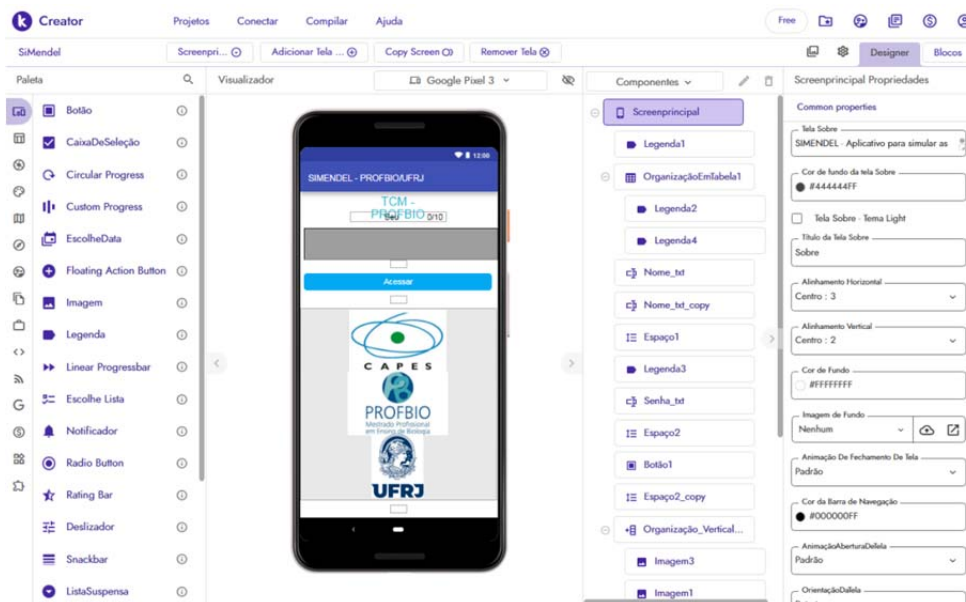 Creator
Projetos
Conectar
Compilar
Ajuda
Free
SiMendel
Screenpri...
Adicionar Tela ...
Copy Screen
Remover Tela
Designer
Blocos
Paleta
Visualizador
Google Pixel 3
Componentes
Screenprincipal Propriedades
Botão
CaixaDeSeleção
Circular Progress
Custom Progress
EscolheData
Floating Action Button
Imagem
Legenda
Linear Progressbar
Escolhe Lista
Notificador
Radio Button
Rating Bar
Deslizador
Snackbar
ListaSuspensa
12:00
SIMENDEL - PROFBIO/UFRJ
TCM -
PROFBIO
Seu
0/10
Acessar
CAPES
PROFBIO
Mestrado Profissional
em Ensino de Biologia
UFRJ
Screenprincipal
Legenda1
OrganizaçãoEmTabela1
Legenda2
Legenda4
Nome_txt
Nome_txt_copy
Espaço1
Legenda3
Senha_txt
Espaço2
Botão1
Espaço2_copy
Organização_Vertical...
Imagem3
Imagem1
Common properties
Tela Sobre
SIMENDEL - Aplicativo para simular as
Cor de fundo da tela Sobre
#444444FF
Tela Sobre - Tema Light
Título da Tela Sobre
Sobre
Alinhamento Horizontal
Centro : 3
Alinhamento Vertical
Centro : 2
Cor de Fundo
#FFFFFFFF
Imagem de Fundo
Nenhum
Animação De Fechamento De Tela
Padrão
Cor da Barra de Navegação
#000000FF
AnimaçãoAberturaDeTela
Padrão
OrientaçãoDaTela